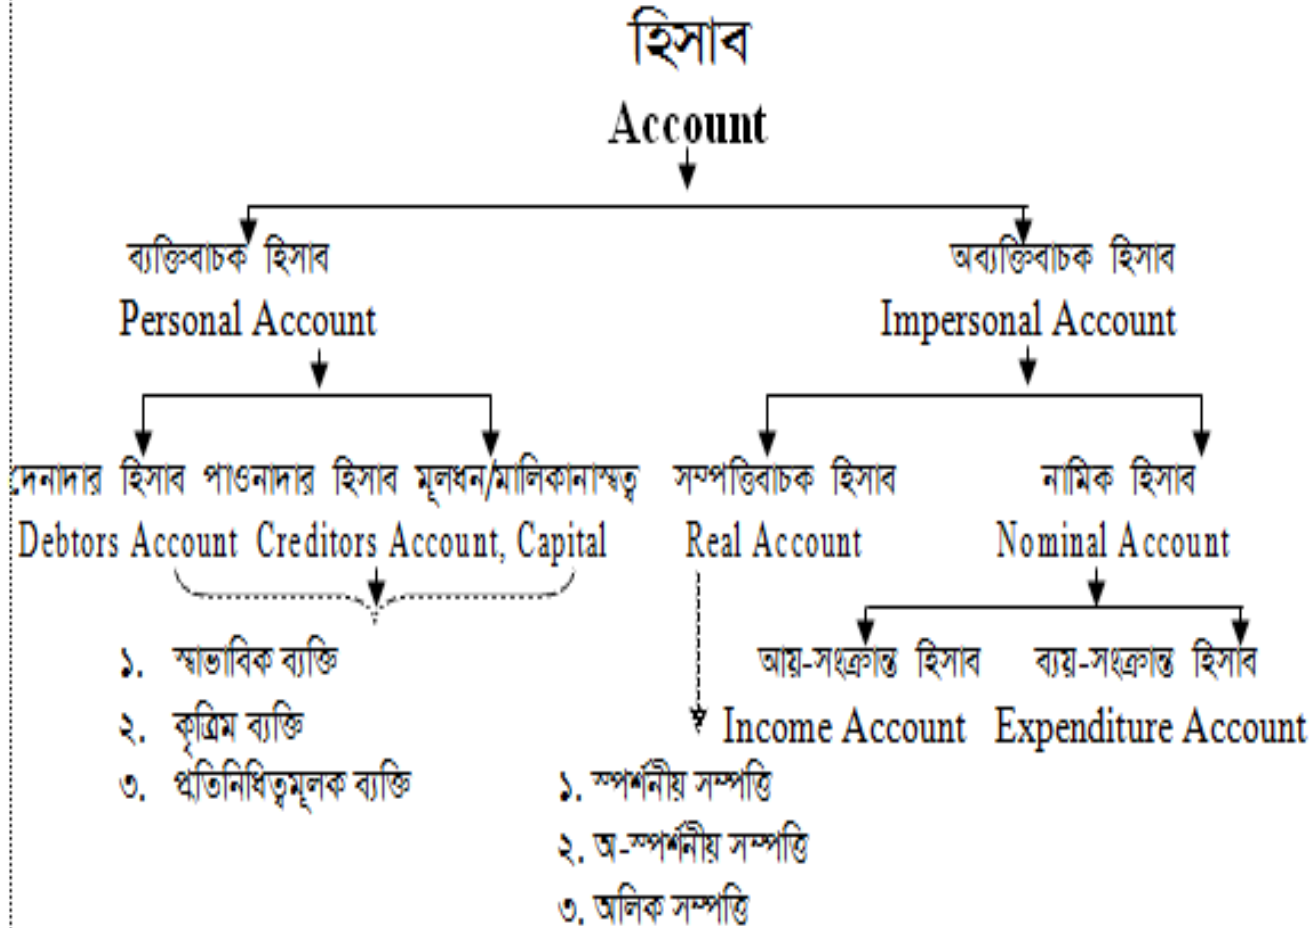 হিসাব
Account
ব্যক্তিবাচক হিসাব অব্যক্তিবাচক হিসাব
Personal Account Impersonal Account
দেনাদার হিসাব পাওনাদার হিসাব মূলধন/মালিকানাস্বত্ব সম্পত্তিবাচক হিসাব নামিক হিসাব
Debtors Account Creditors Account, Capital Real Account Nominal Account
১. স্বাভাবিক ব্যক্তি আয়-সংক্রান্ত হিসাব ব্যয়-সংক্রান্ত হিসাব
২. কৃত্রিম ব্যক্তি Income Account Expenditure Account
৩. প্রতিনিধিত্বমূলক ব্যক্তি ১. স্পর্শনীয় সম্পত্তি
২. অ-স্পর্শনীয় সম্পত্তি
৩. অলিক সম্পত্তি